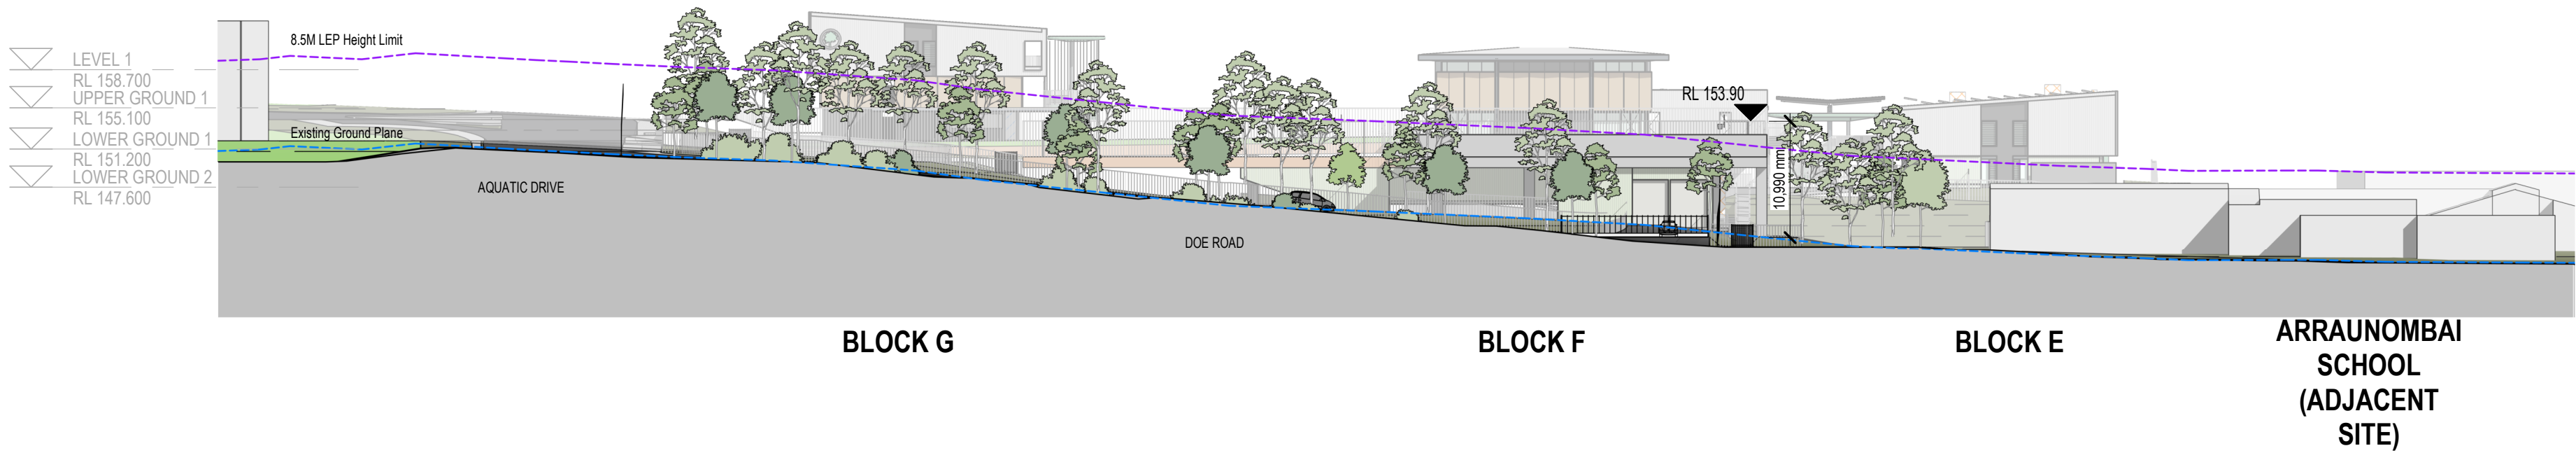 8.5M LEP Height Limit
LEVEL 1
RL 158.700
UPPER GROUND 1
RL 155.100
LOWER GROUND 1
RL 151.200
LOWER GROUND 2
RL 147.600
Existing Ground Plane
AQUATIC DRIVE
DOE ROAD
RL 153.90
10,990 mm
BLOCK G
BLOCK F
BLOCK E
ARRAUNOMBAI
SCHOOL
(ADJACENT
SITE)